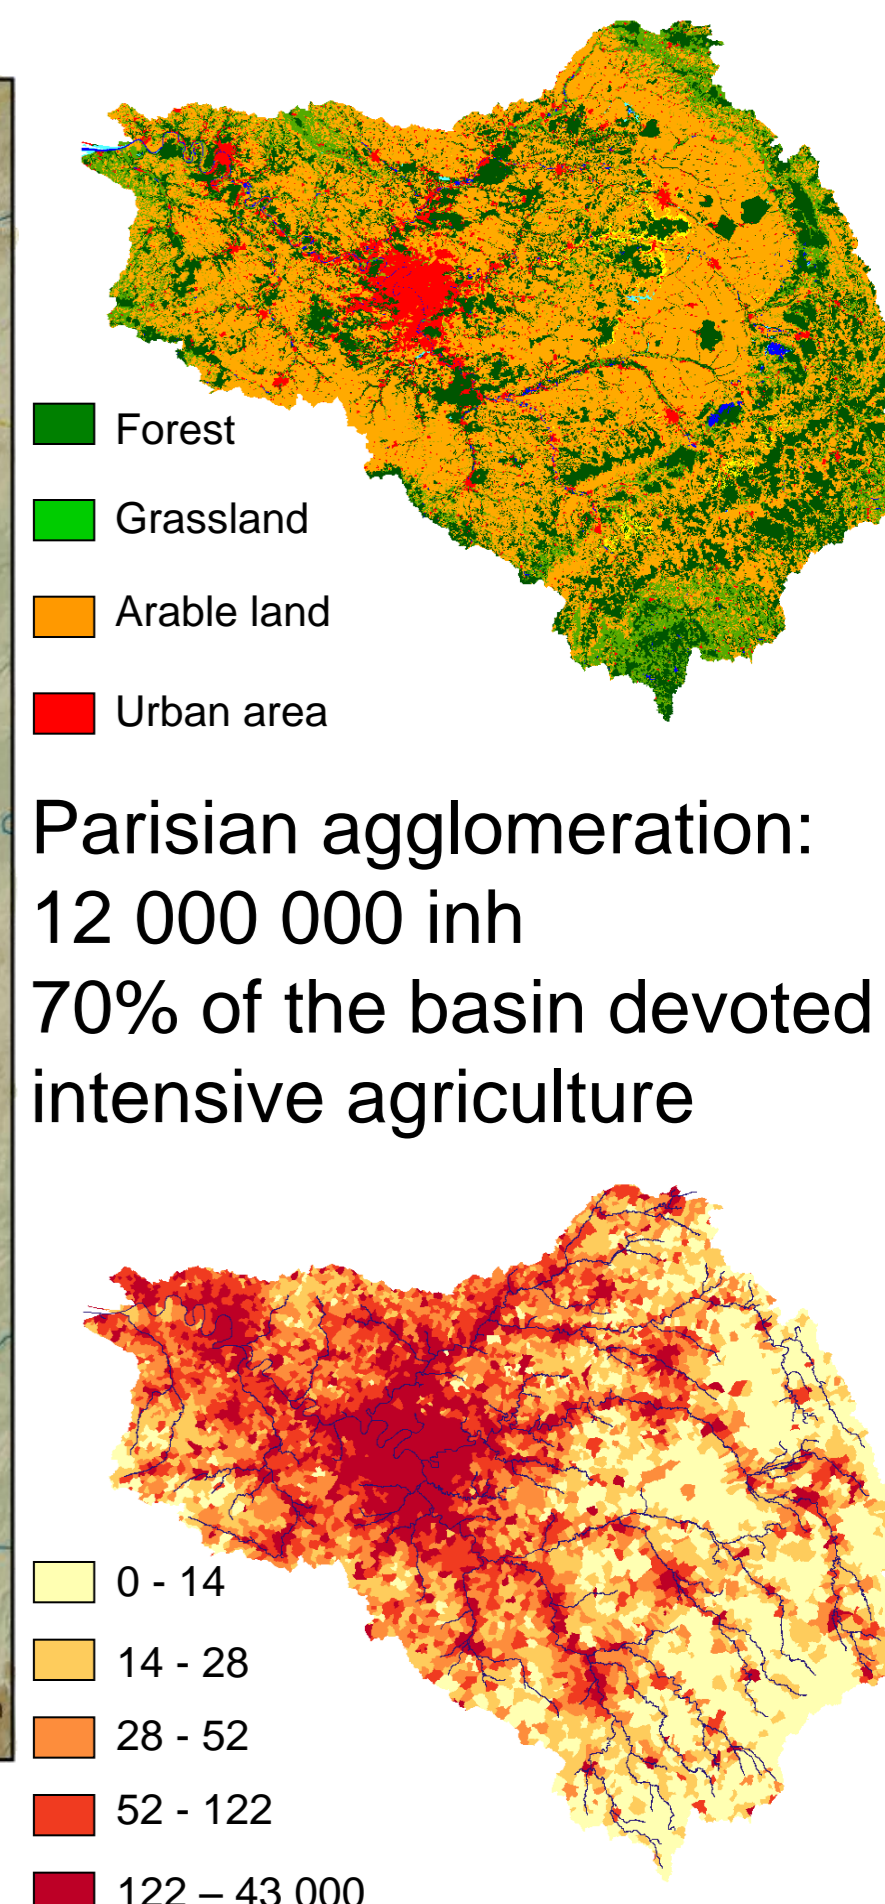 Forest
Grassland
Arable land
Urban area
Parisian agglomeration:
12 000 000 inh
70% of the basin devoted
intensive agriculture
0 - 14
14 - 28
28 - 52
52 - 122
122 – 43 000